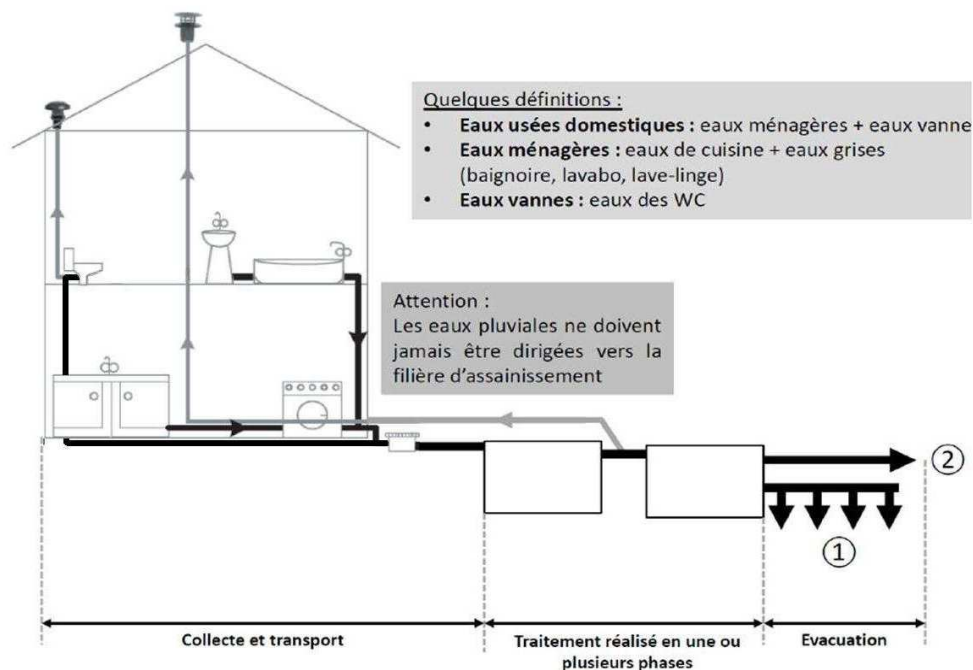 Quelques définitions :
• Eaux usées domestiques : eaux ménagères + eaux vanne
• Eaux ménagères : eaux de cuisine + eaux grises
(baignoire, lavabo, lave-linge)
• Eaux vannes : eaux des WC
Attention :
Les eaux pluviales ne doivent
jamais être dirigées vers la
filière d'assainissement
2
1
Collecte et transport
Traitement réalisé en une ou
plusieurs phases
Evacuation